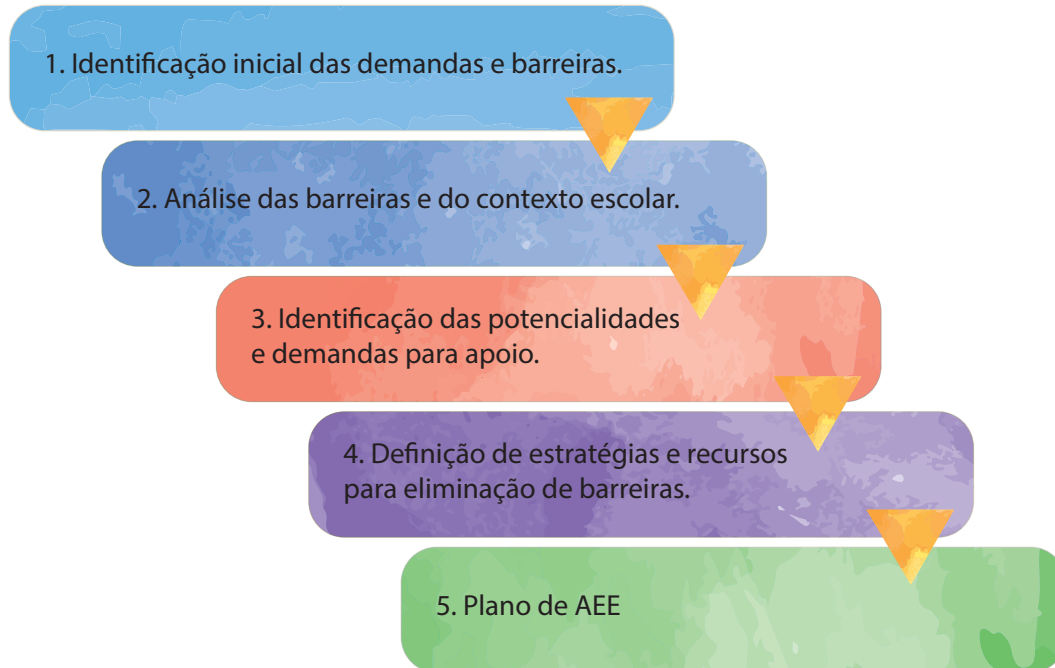 1. Identificação inicial das demandas e barreiras.
2. Análise das barreiras e do contexto escolar.
3. Identificação das potencialidades
e demandas para apoio.
4. Definição de estratégias e recursos
para eliminação de barreiras.
5. Plano de AEE